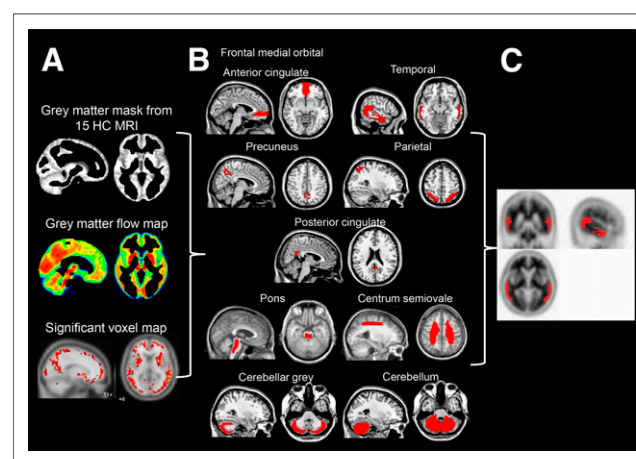 A
B
C
Grey matter mask from
15 HC MRI
Grey matter flow map
Significant voxel map
Frontal medial orbital
Anterior cingulate
Temporal
Precuneus
Parietal
Posterior cingulate
Pons
Centrum semiovale
Cerebellar grey
Cerebellum